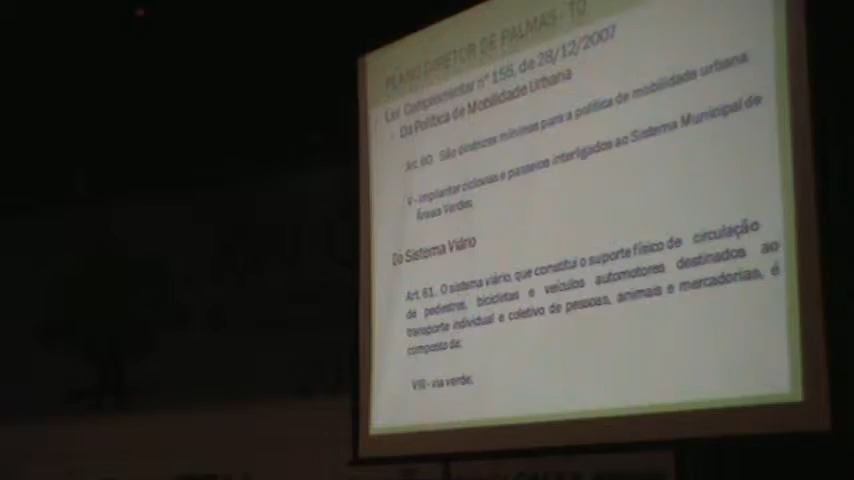 PLANO DIRETOR DE PALMAS - TO
Lei Complementar nº 155, de 28/12/2007
Da Política de Mobilidade Urbana
Art. 60. São diretrizes mínimas para a política de mobilidade urbana:
V - implantar ciclovias e passeios interligados ao Sistema Municipal de
Áreas Verdes;
Do Sistema Viário
Art. 61. O sistema viário, que constitui o suporte físico de circulação
de pedestres, bicicletas e veículos automotores destinados ao
transporte individual e coletivo de pessoas, animais e mercadorias, é
composto de:
VIII - via verde;